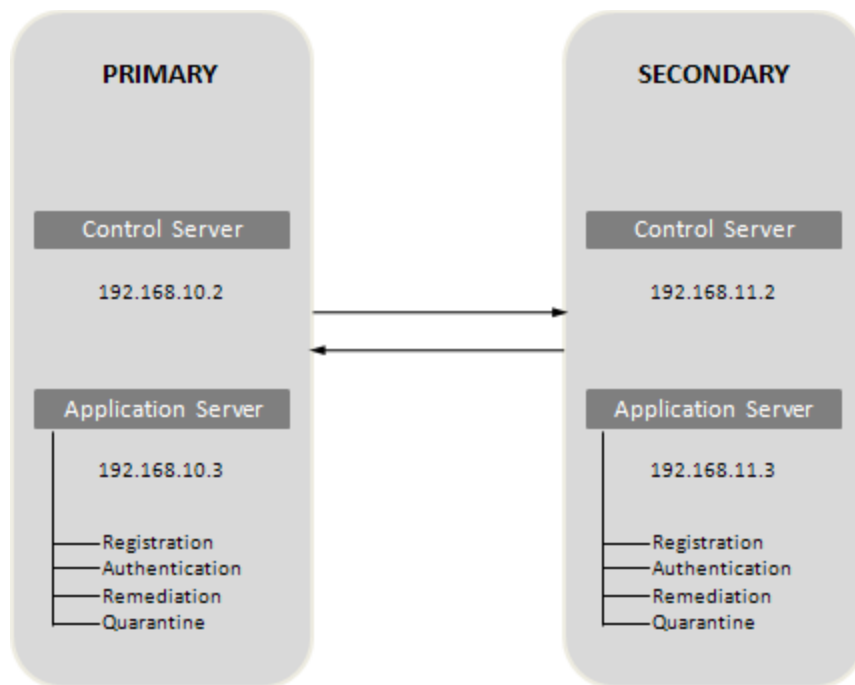 PRIMARY
Control Server
192.168.10.2
Application Server
192.168.10.3
Registration
Authentication
Remediation
Quarantine
SECONDARY
Control Server
192.168.11.2
Application Server
192.168.11.3
Registration
Authentication
Remediation
Quarantine